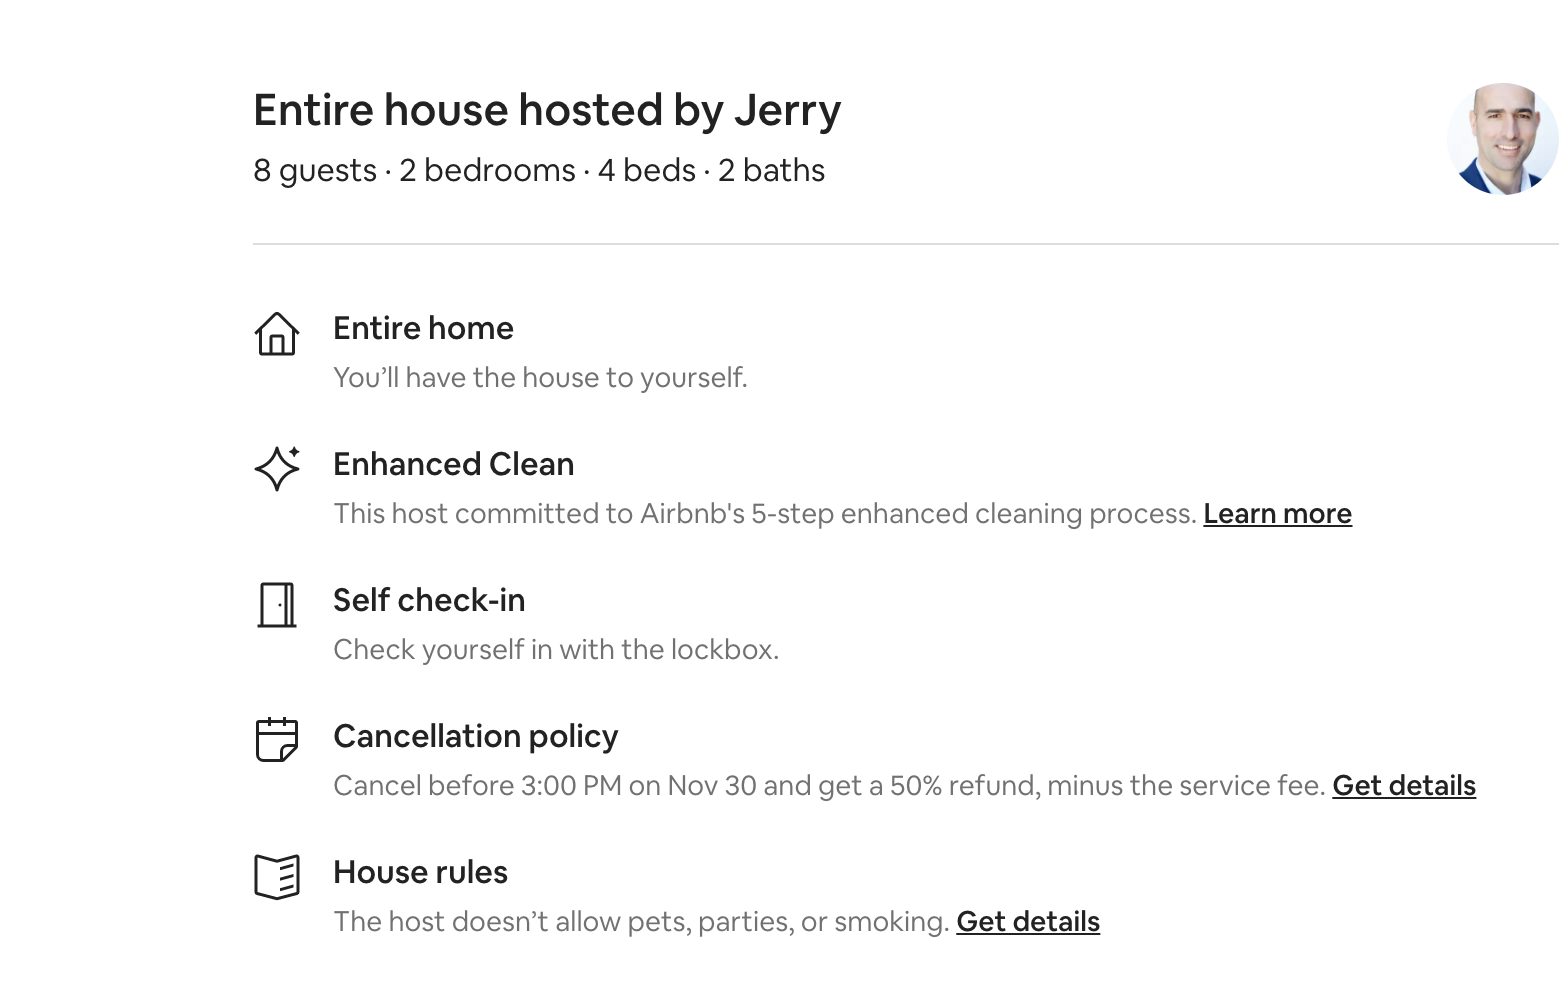 Entire house hosted by Jerry
8 guests · 2 bedrooms · 4 beds · 2 baths
Entire home
You’ll have the house to yourself.
Enhanced Clean
This host committed to Airbnb's 5-step enhanced cleaning process. Learn more
Self check-in
Check yourself in with the lockbox.
Cancellation policy
Cancel before 3:00 PM on Nov 30 and get a 50% refund, minus the service fee. Get details
House rules
The host doesn’t allow pets, parties, or smoking. Get details